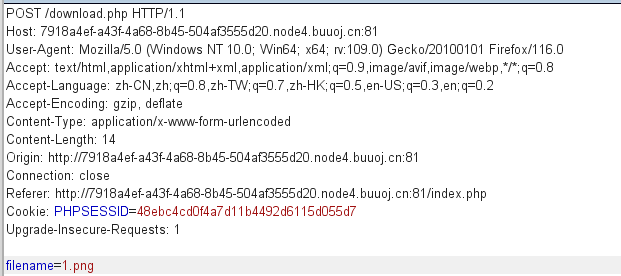 POST /download.php HTTP/1.1
Host: 7918a4ef-a43f-4a68-8b45-504af3555d20.node4.buuoj.cn:81
User-Agent: Mozilla/5.0 (Windows NT 10.0; Win64; x64; rv:109.0) Gecko/20100101 Firefox/116.0
Accept: text/html,application/xhtml+xml,application/xml;q=0.9,image/avif,image/webp,*/*;q=0.8
Accept-Language: zh-CN,zh;q=0.8,zh-TW;q=0.7,zh-HK;q=0.5,en-US;q=0.3,en;q=0.2
Accept-Encoding: gzip, deflate
Content-Type: application/x-www-form-urlencoded
Content-Length: 14
Origin: http://7918a4ef-a43f-4a68-8b45-504af3555d20.node4.buuoj.cn:81
Connection: close
Referer: http://7918a4ef-a43f-4a68-8b45-504af3555d20.node4.buuoj.cn:81/index.php
Cookie: PHPSESSID=48ebc4cd0f4a7d11b4492d6115d055d7
Upgrade-Insecure-Requests: 1
filename=1.png